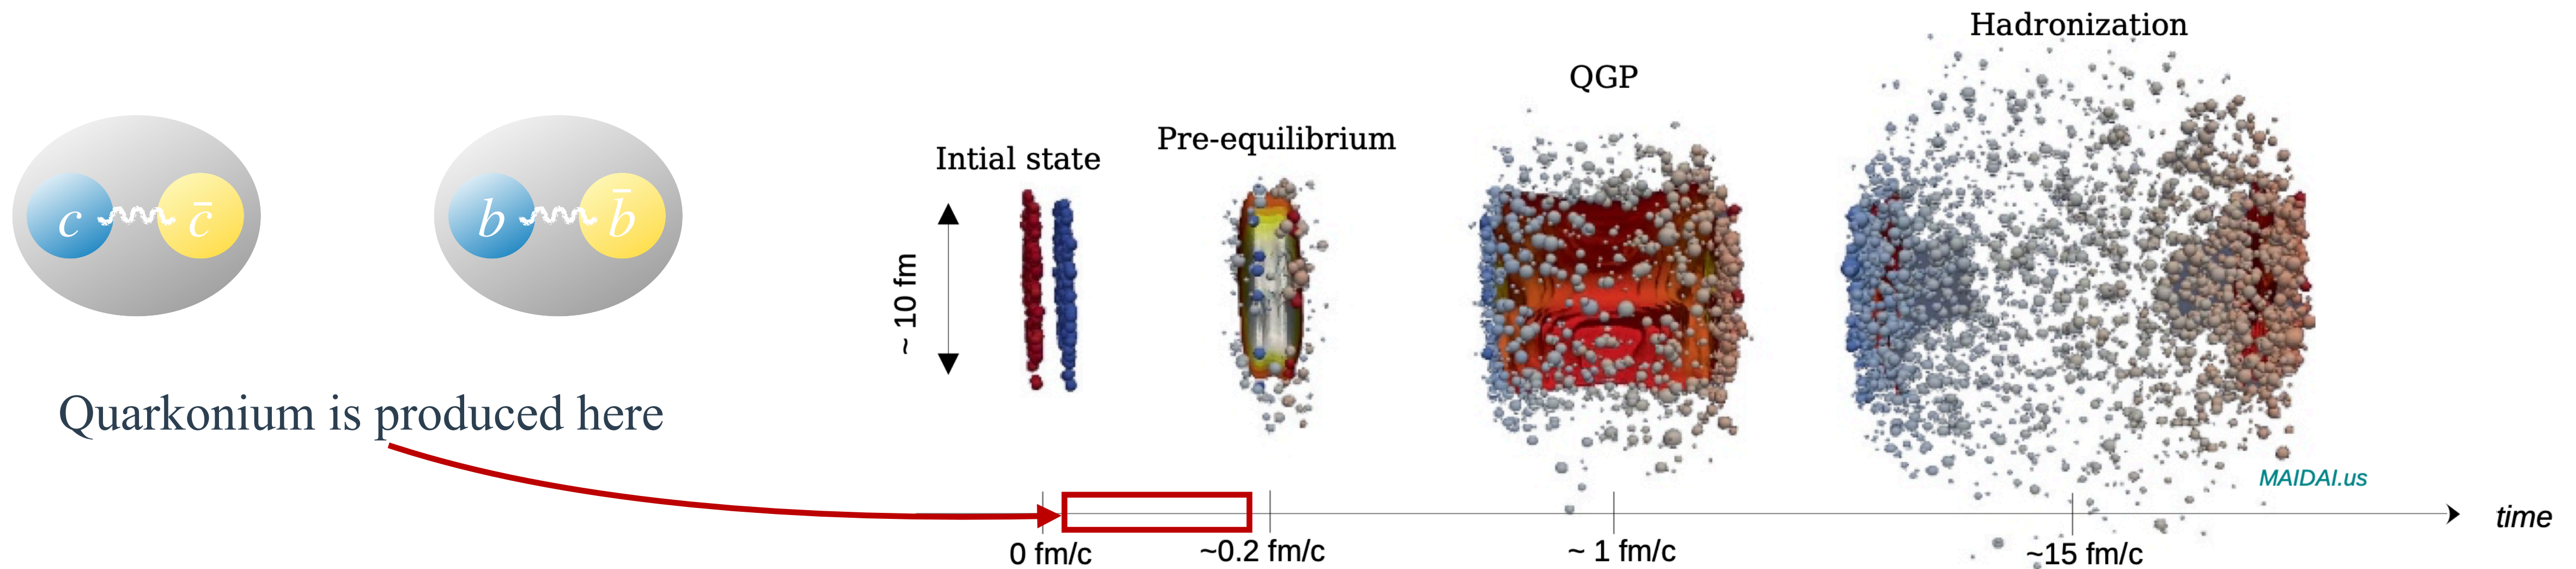 Hadronization
QGP
Pre-equilibrium
Intial state
c c̄
b b̄
~ 10 fm
Quarkonium is produced here
MAIDAI.us
time
0 fm/c
~0.2 fm/c
~ 1 fm/c
~15 fm/c